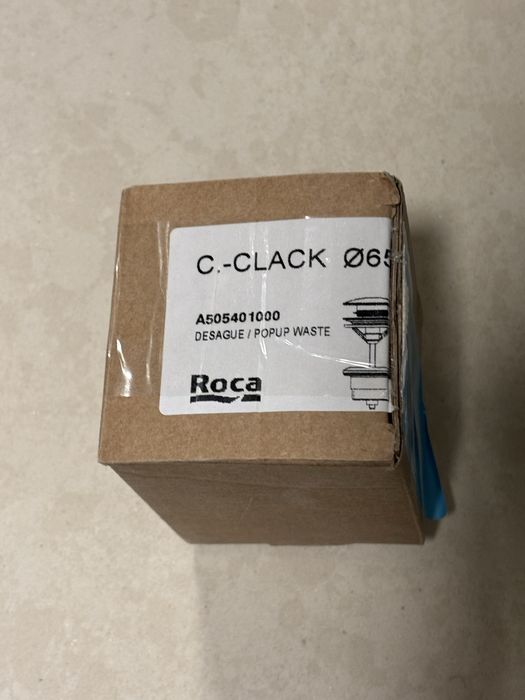 C.-CLACK Ø65
A505401000
DESAGUE / POPUP WASTE
Roca